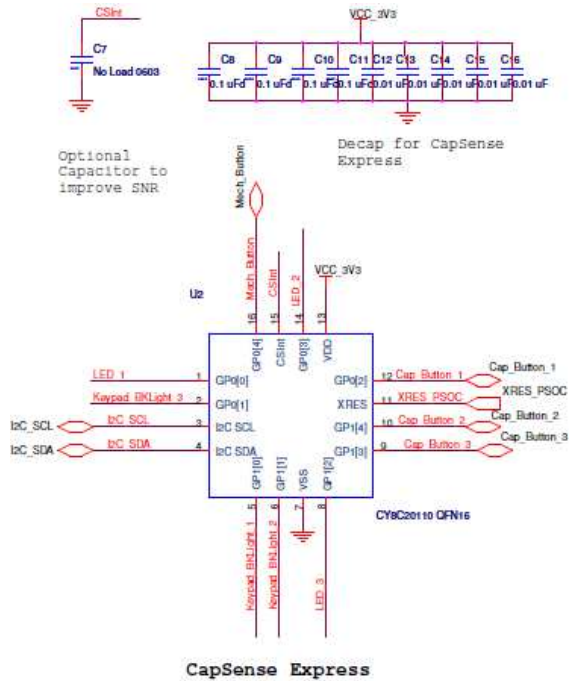 CSInt
VCC_3V3
C7
C8
C9
C10
C11
C12
C13
C14
C15
C16
No Load 0603
0.1 uFd
0.1 uFd
0.1 uFd
0.1 uFd
0.01 uF
0.01 uF
0.01 uF
0.01 uF
0.01 uF
Optional
Capacitor to
improve SNR
Decap for CapSense
Express
Mech_Button
Mech_Button
CSInt
LED_2
VCC_3V3
U2
16
15
14
13
GP0[4]
CSInt
GP0[3]
VDD
LED_1
1
GP0[0]
GP0[2]
12
Cap_Button_1
Cap_Button_1
Keypad_BKLight_3
2
GP0[1]
XRES
11
XRES_PSOC
XRES_PSOC
I2C_SCL
I2C_SCL
3
I2C SCL
GP1[4]
10
Cap_Button_2
Cap_Button_2
I2C_SDA
I2C_SDA
4
I2C SDA
GP1[3]
9
Cap_Button_3
Cap_Button_3
GP1[0]
GP1[1]
VSS
GP1[2]
5
6
7
8
CY8C20110 QFN16
Keypad_BKLight_1
Keypad_BKLight_2
LED_3
CapSense Express